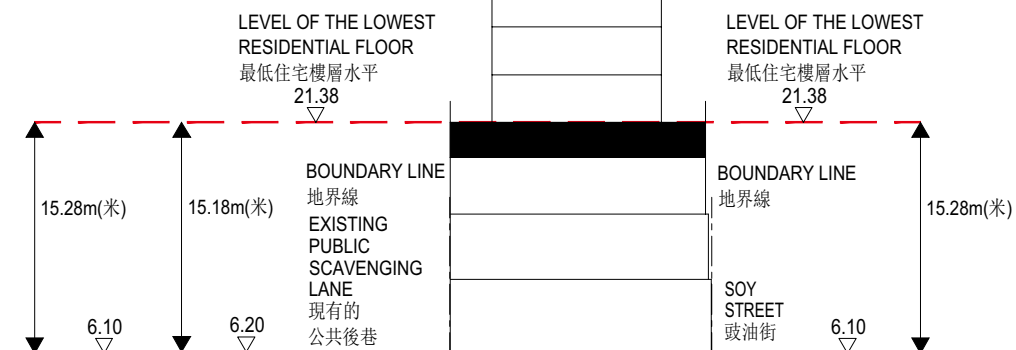 LEVEL OF THE LOWEST
RESIDENTIAL FLOOR
最低住宅樓層水平
21.38
LEVEL OF THE LOWEST
RESIDENTIAL FLOOR
最低住宅樓層水平
21.38
15.28m(米)
15.18m(米)
BOUNDARY LINE
地界線
EXISTING
PUBLIC
SCAVENGING
LANE
現有的
公共後巷
6.10
6.20
BOUNDARY LINE
地界線
15.28m(米)
SOY
STREET
豉油街
6.10